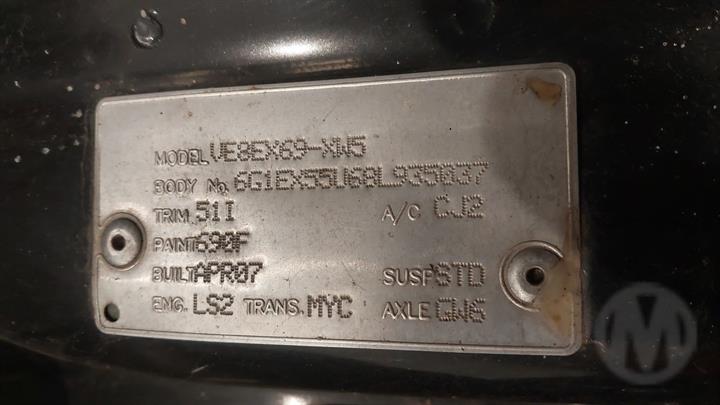 MODEL VE8EX69-XW5
BODY No. 6G1EX55U68L935037
TRIM 51I A/C CJ2
PAINT 690F
BUILT APR07 SUSP STD
ENG. LS2 TRANS. MYC AXLE GW6
M